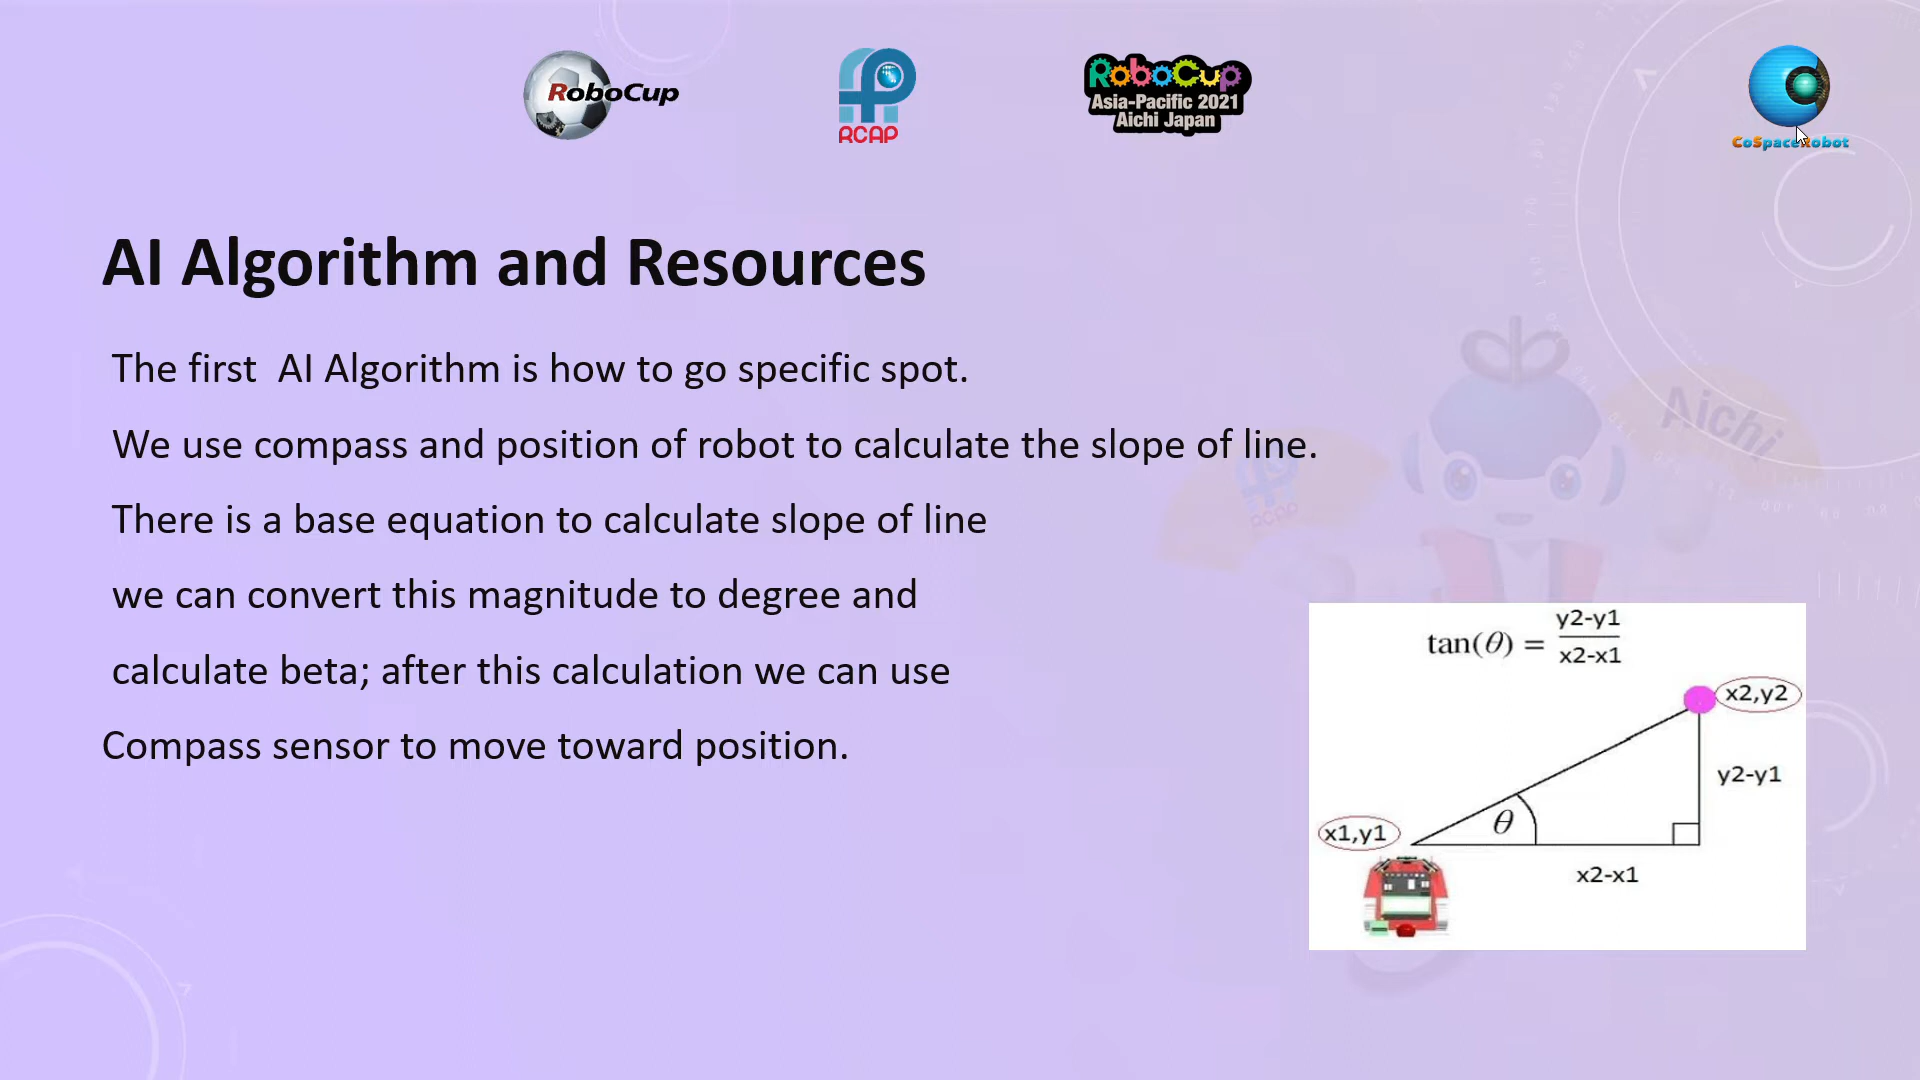 RoboCup
RCAP
RoboCup
Asia-Pacific 2021
Aichi Japan
CoSpaceRobot
AI Algorithm and Resources
The first  AI Algorithm is how to go specific spot.
We use compass and position of robot to calculate the slope of line.
There is a base equation to calculate slope of line
we can convert this magnitude to degree and
calculate beta; after this calculation we can use
Compass sensor to move toward position.
Aichi
RCAP
tan(θ) = y2-y1
x2-x1
x2,y2
y2-y1
θ
x1,y1
x2-x1